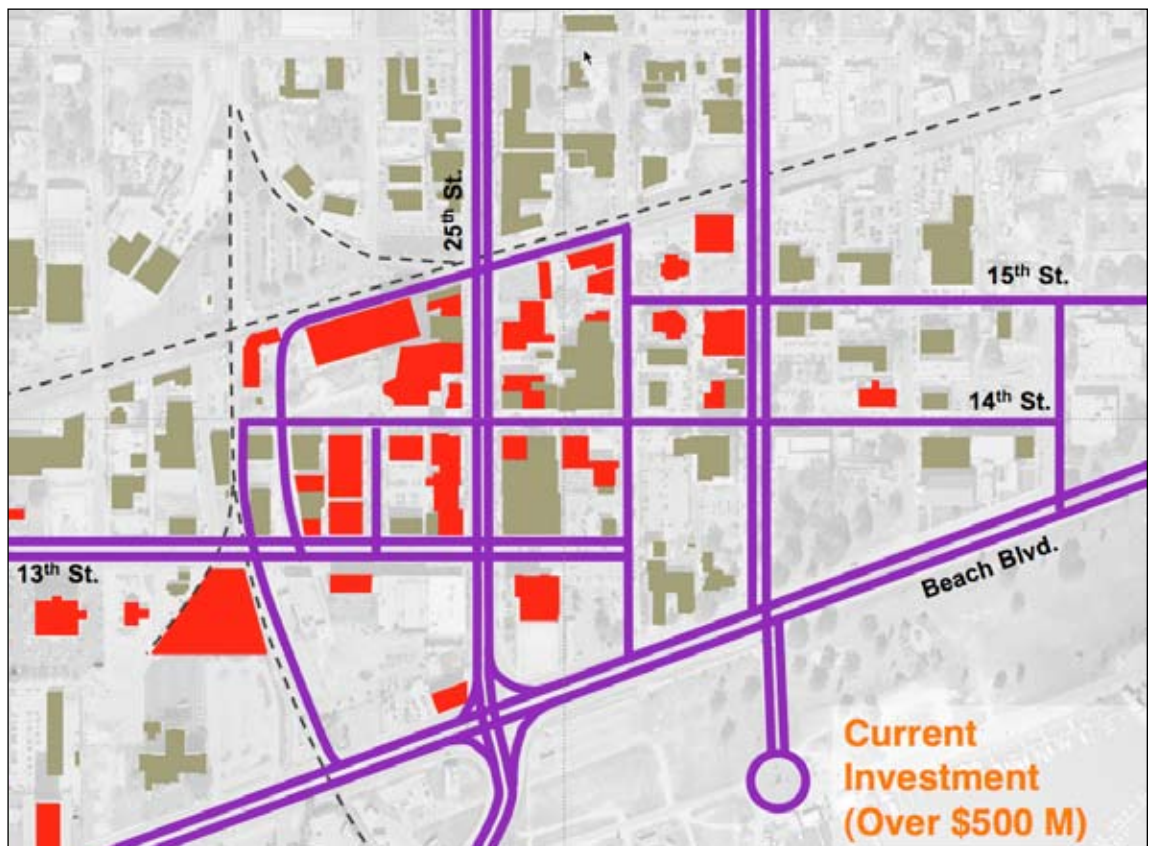 25th St.
15th St.
14th St.
13th St.
Beach Blvd.
Current
Investment
(Over $500 M)